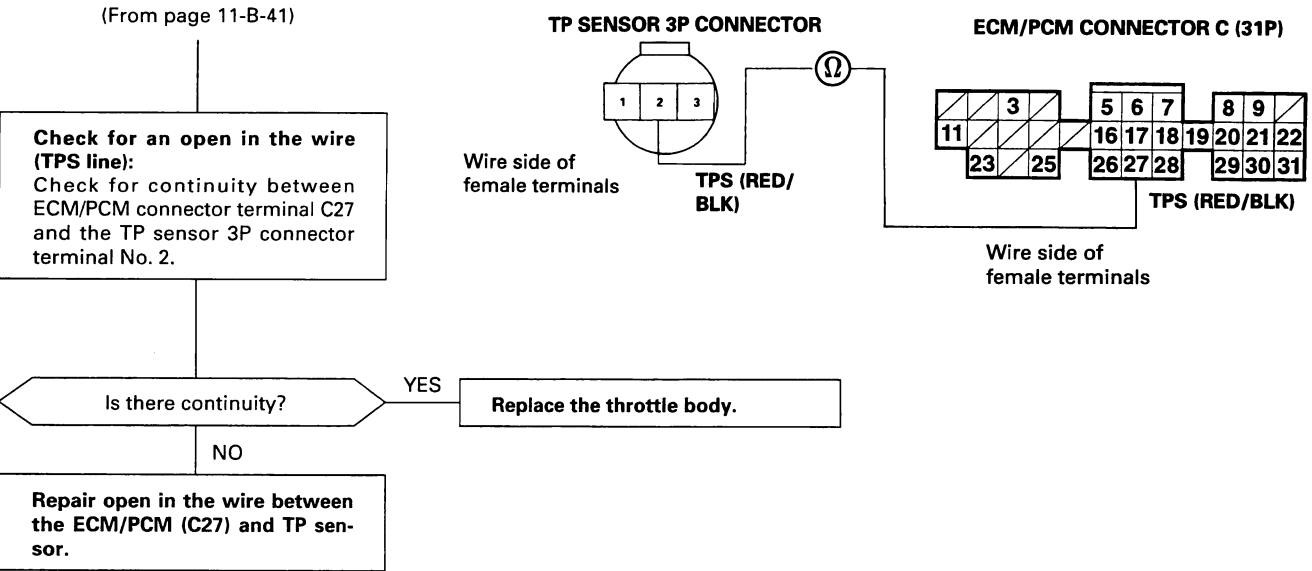 (From page 11-B-41)
TP SENSOR 3P CONNECTOR
ECM/PCM CONNECTOR C (31P)
Ω
1 2 3
3 5 6 7 8 9
11 16 17 18 19 20 21 22
23 25 26 27 28 29 30 31
Wire side of
female terminals
TPS (RED/
BLK)
TPS (RED/BLK)
Wire side of
female terminals
Check for an open in the wire
(TPS line):
Check for continuity between
ECM/PCM connector terminal C27
and the TP sensor 3P connector
terminal No. 2.
Is there continuity?
YES
Replace the throttle body.
NO
Repair open in the wire between
the ECM/PCM (C27) and TP sen-
sor.